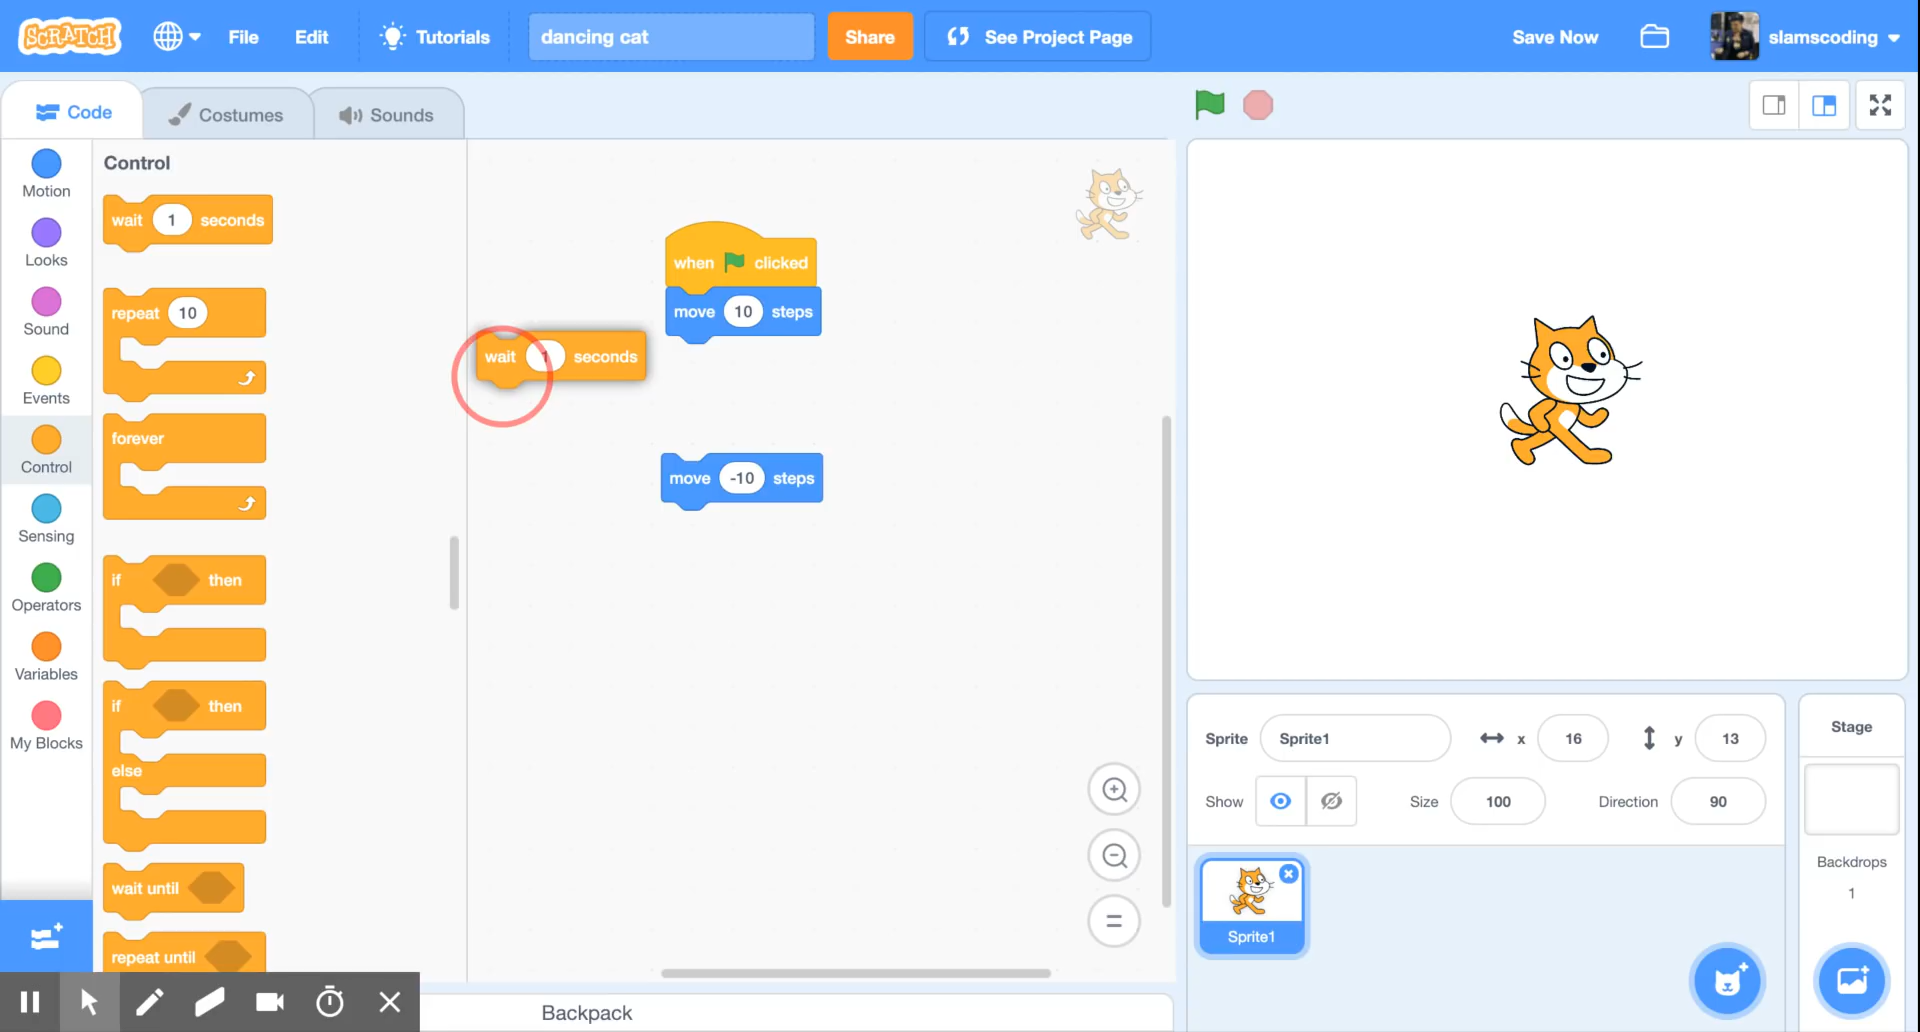 SCRATCH
File
Edit
Tutorials
dancing cat
Share
See Project Page
Save Now
slamscoding
Code
Costumes
Sounds
Motion
Looks
Sound
Events
Control
Sensing
Operators
Variables
My Blocks
Control
wait 1 seconds
repeat 10
forever
if then
if then
else
wait until
repeat until
when clicked
move 10 steps
wait 1 seconds
move -10 steps
Backpack
Sprite Sprite1 x 16 y 13
Show Size 100 Direction 90
Sprite1
Stage
Backdrops
1